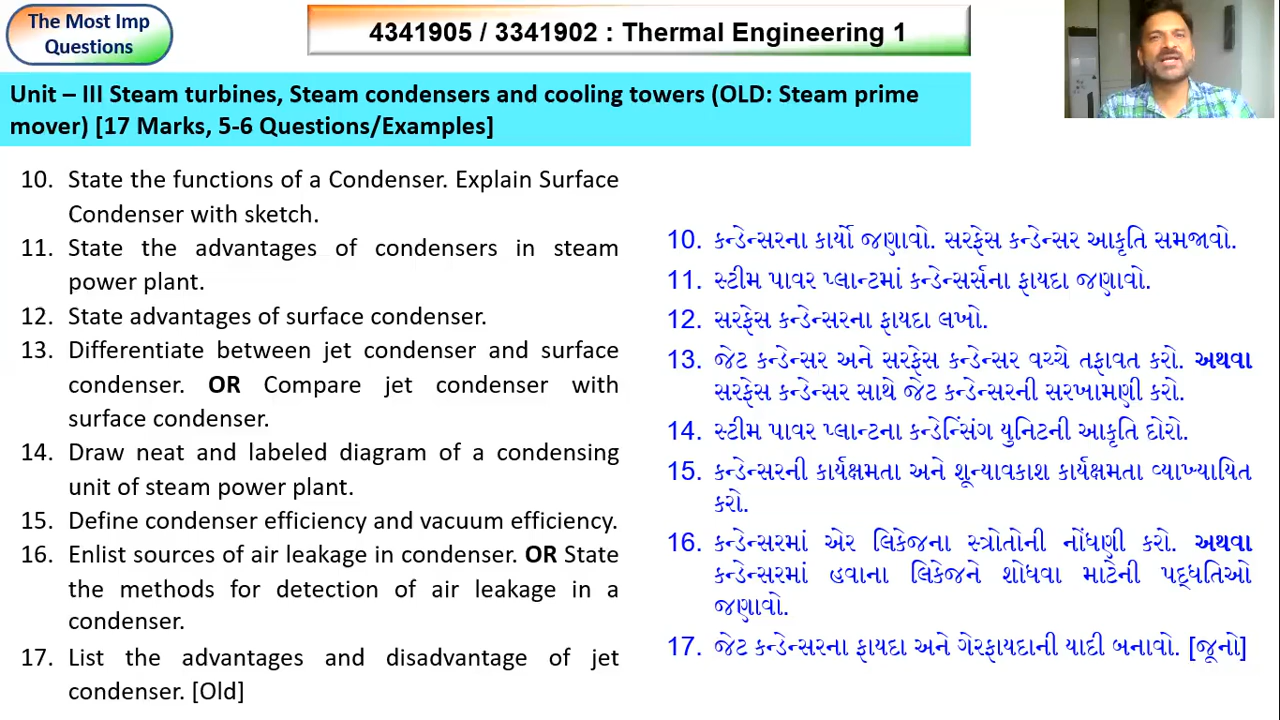 The Most Imp
Questions
4341905 / 3341902 : Thermal Engineering 1
Unit – III Steam turbines, Steam condensers and cooling towers (OLD: Steam prime
mover) [17 Marks, 5-6 Questions/Examples]
10. State the functions of a Condenser. Explain Surface
Condenser with sketch.
11. State the advantages of condensers in steam
power plant.
12. State advantages of surface condenser.
13. Differentiate between jet condenser and surface
condenser. OR Compare jet condenser with
surface condenser.
14. Draw neat and labeled diagram of a condensing
unit of steam power plant.
15. Define condenser efficiency and vacuum efficiency.
16. Enlist sources of air leakage in condenser. OR State
the methods for detection of air leakage in a
condenser.
17. List the advantages and disadvantage of jet
condenser. [Old]
10. કન્ડેન્સરના કાર્યો જણાવો. સરફેસ કન્ડેન્સર આકૃતિ સમજાવો.
11. સ્ટીમ પાવર પ્લાન્ટમાં કન્ડેન્સર્સના ફાયદા જણાવો.
12. સરફેસ કન્ડેન્સરના ફાયદા લખો.
13. જેટ કન્ડેન્સર અને સરફેસ કન્ડેન્સર વચ્ચે તફાવત કરો. અથવા
સરફેસ કન્ડેન્સર સાથે જેટ કન્ડેન્સરની સરખામણી કરો.
14. સ્ટીમ પાવર પ્લાન્ટના કન્ડેન્સિંગ યુનિટની આકૃતિ દોરો.
15. કન્ડેન્સરની કાર્યક્ષમતા અને શૂન્યાવકાશ કાર્યક્ષમતા વ્યાખ્યાયિત
કરો.
16. કન્ડેન્સરમાં એર લિકેજના સ્ત્રોતોની નોંધણી કરો. અથવા
કન્ડેન્સરમાં હવાના લિકેજને શોધવા માટેની પદ્ધતિઓ
જણાવો.
17. જેટ કન્ડેન્સરના ફાયદા અને ગેરફાયદાની યાદી બનાવો. [જૂનો]